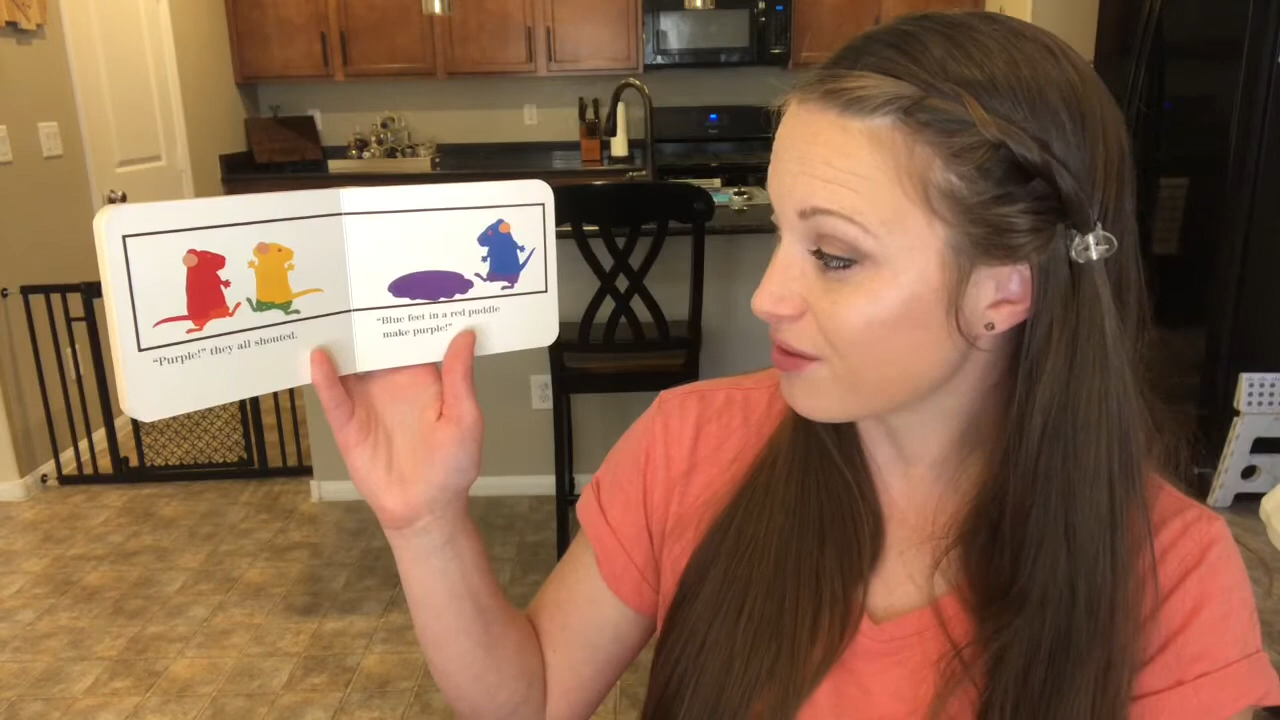 “Purple!” they all shouted.
“Blue feet in a red puddle
make purple!”